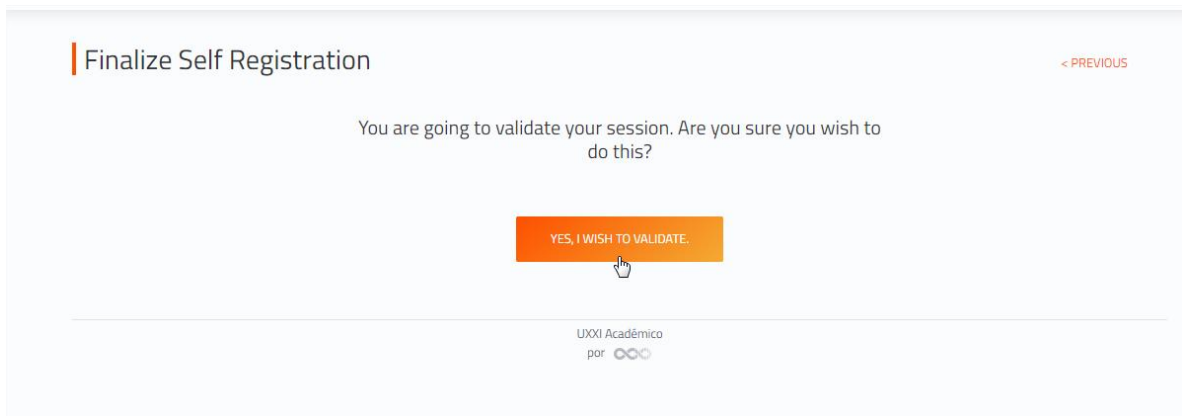 Finalize Self Registration
< PREVIOUS
You are going to validate your session. Are you sure you wish to
do this?
YES, I WISH TO VALIDATE.
UXXI Acadêmico
por